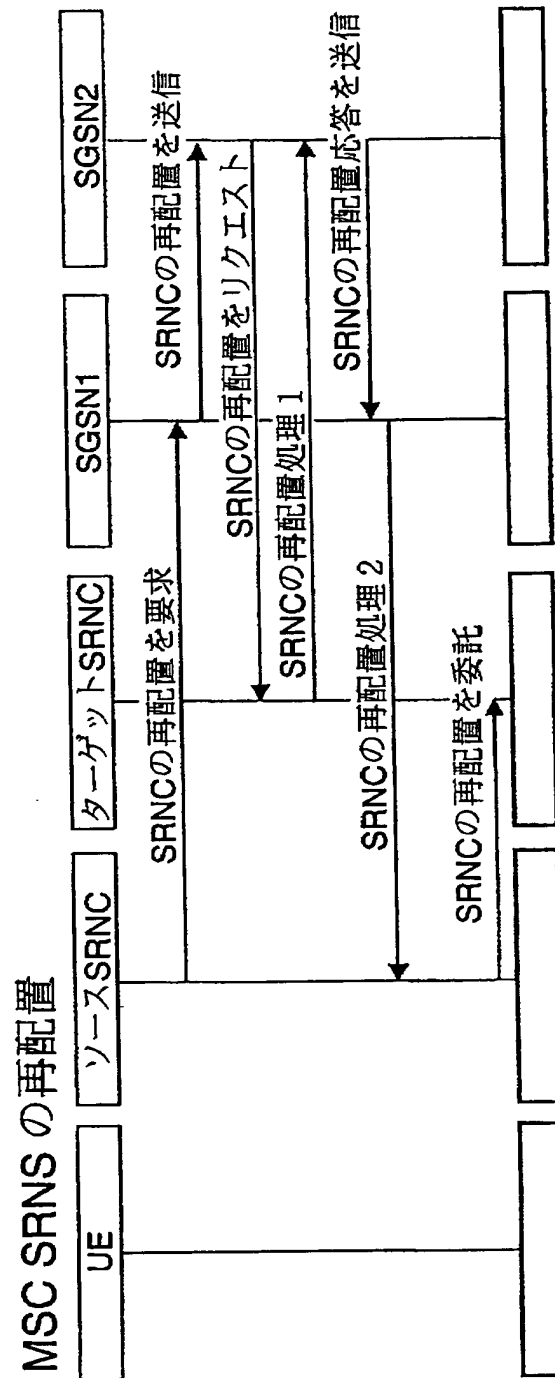 MSC SRNS の再配置
UE
ソースSRNC
ターゲットSRNC
SGSN1
SGSN2
SRNCの再配置を要求
SRNCの再配置を送信
SRNCの再配置をリクエスト
SRNCの再配置処理1
SRNCの再配置応答を送信
SRNCの再配置処理2
SRNCの再配置を委託